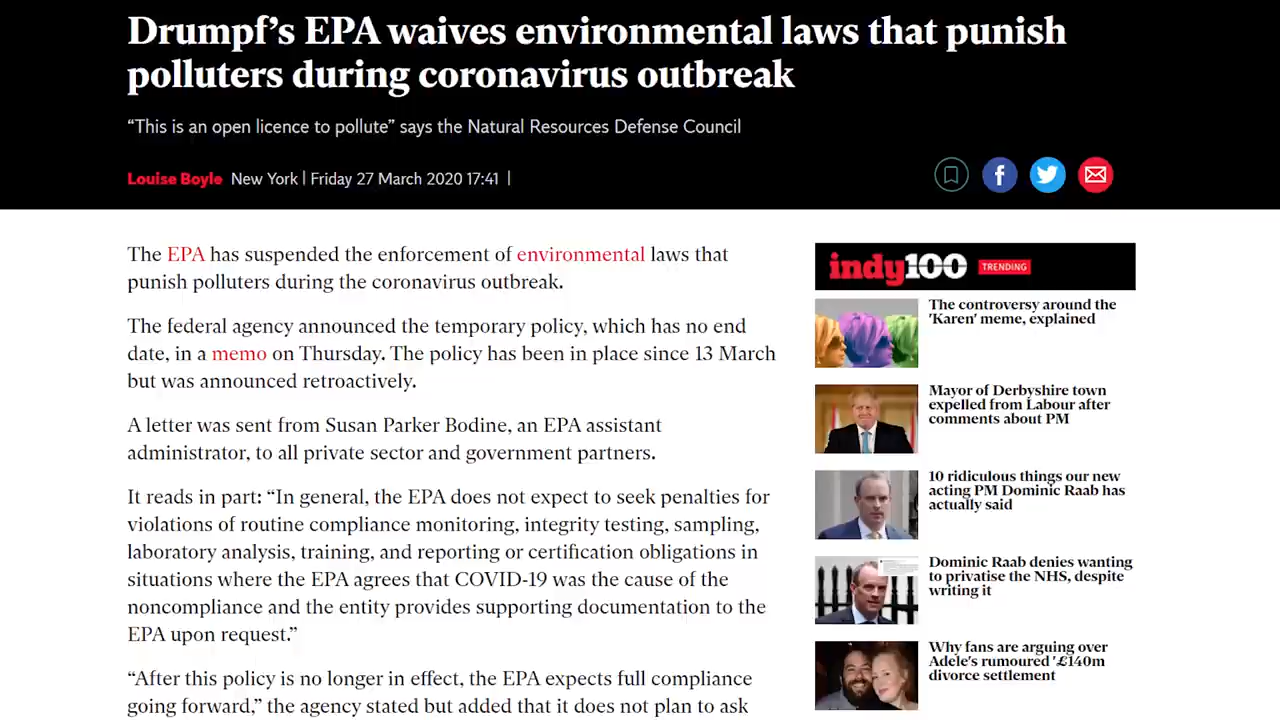 Drumpf’s EPA waives environmental laws that punish
polluters during coronavirus outbreak
“This is an open licence to pollute” says the Natural Resources Defense Council
Louise Boyle New York | Friday 27 March 2020 17:41 |
The EPA has suspended the enforcement of environmental laws that
punish polluters during the coronavirus outbreak.
The federal agency announced the temporary policy, which has no end
date, in a memo on Thursday. The policy has been in place since 13 March
but was announced retroactively.
A letter was sent from Susan Parker Bodine, an EPA assistant
administrator, to all private sector and government partners.
It reads in part: “In general, the EPA does not expect to seek penalties for
violations of routine compliance monitoring, integrity testing, sampling,
laboratory analysis, training, and reporting or certification obligations in
situations where the EPA agrees that COVID-19 was the cause of the
noncompliance and the entity provides supporting documentation to the
EPA upon request.”
“After this policy is no longer in effect, the EPA expects full compliance
going forward,” the agency stated but added that it does not plan to ask
indy100 TRENDING
The controversy around the
'Karen' meme, explained
Mayor of Derbyshire town
expelled from Labour after
comments about PM
10 ridiculous things our new
acting PM Dominic Raab has
actually said
Dominic Raab denies wanting
to privatise the NHS, despite
writing it
Why fans are arguing over
Adele's rumoured '£140m
divorce settlement